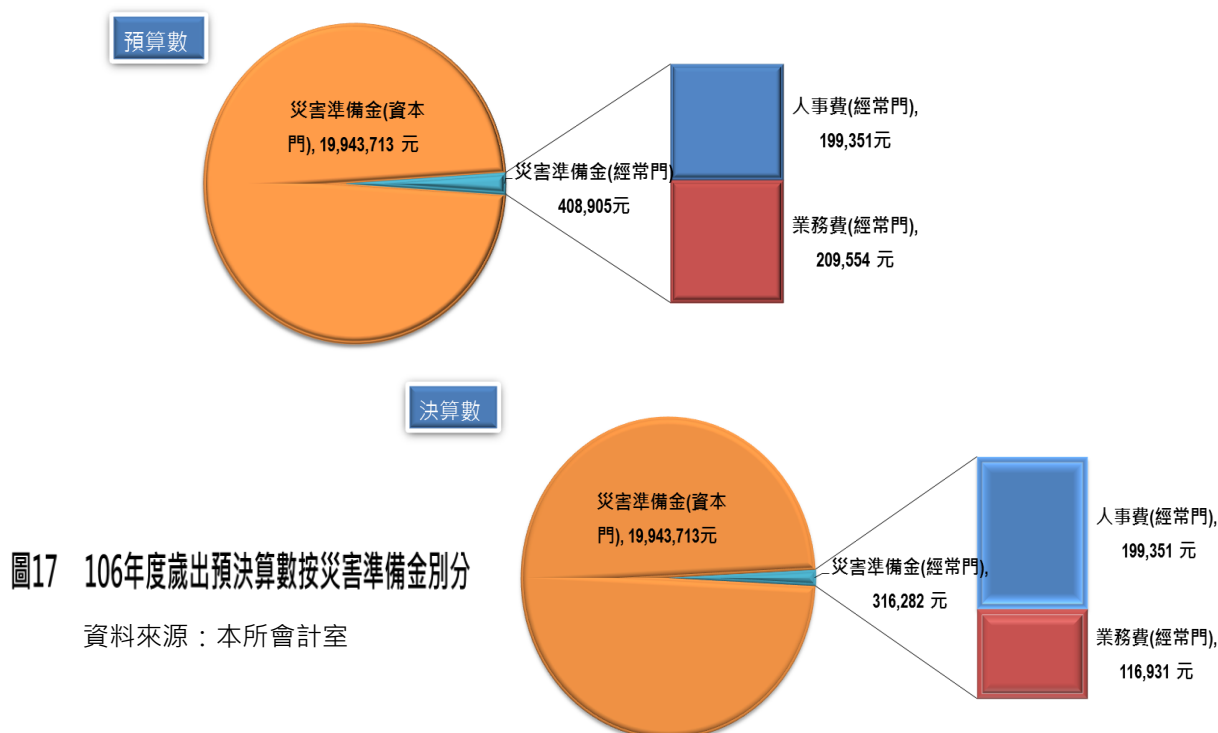 預算數
災害準備金(資本
門), 19,943,713 元
災害準備金(經常門)
408,905元
人事費(經常門),
199,351元
業務費(經常門),
209,554 元
決算數
災害準備金(資本
門), 19,943,713元
災害準備金(經常門),
316,282 元
人事費(經常門),
199,351 元
業務費(經常門),
116,931 元
圖17 106年度歲出預決算數按災害準備金別分
資料來源：本所會計室